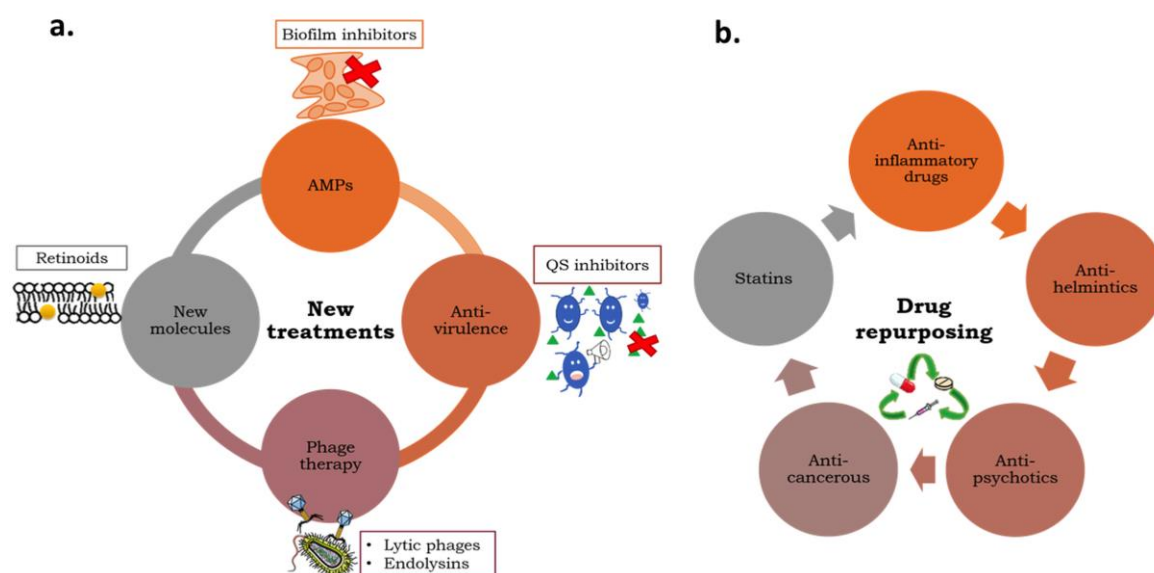 a.
Biofilm inhibitors
AMPs
Retinoids
New
molecules
New
treatments
Anti-
virulence
QS inhibitors
Phage
therapy
• Lytic phages
• Endolysins
b.
Anti-
inflammatory
drugs
Statins
Anti-
helmintics
Drug
repurposing
Anti-
cancerous
Anti-
psychotics